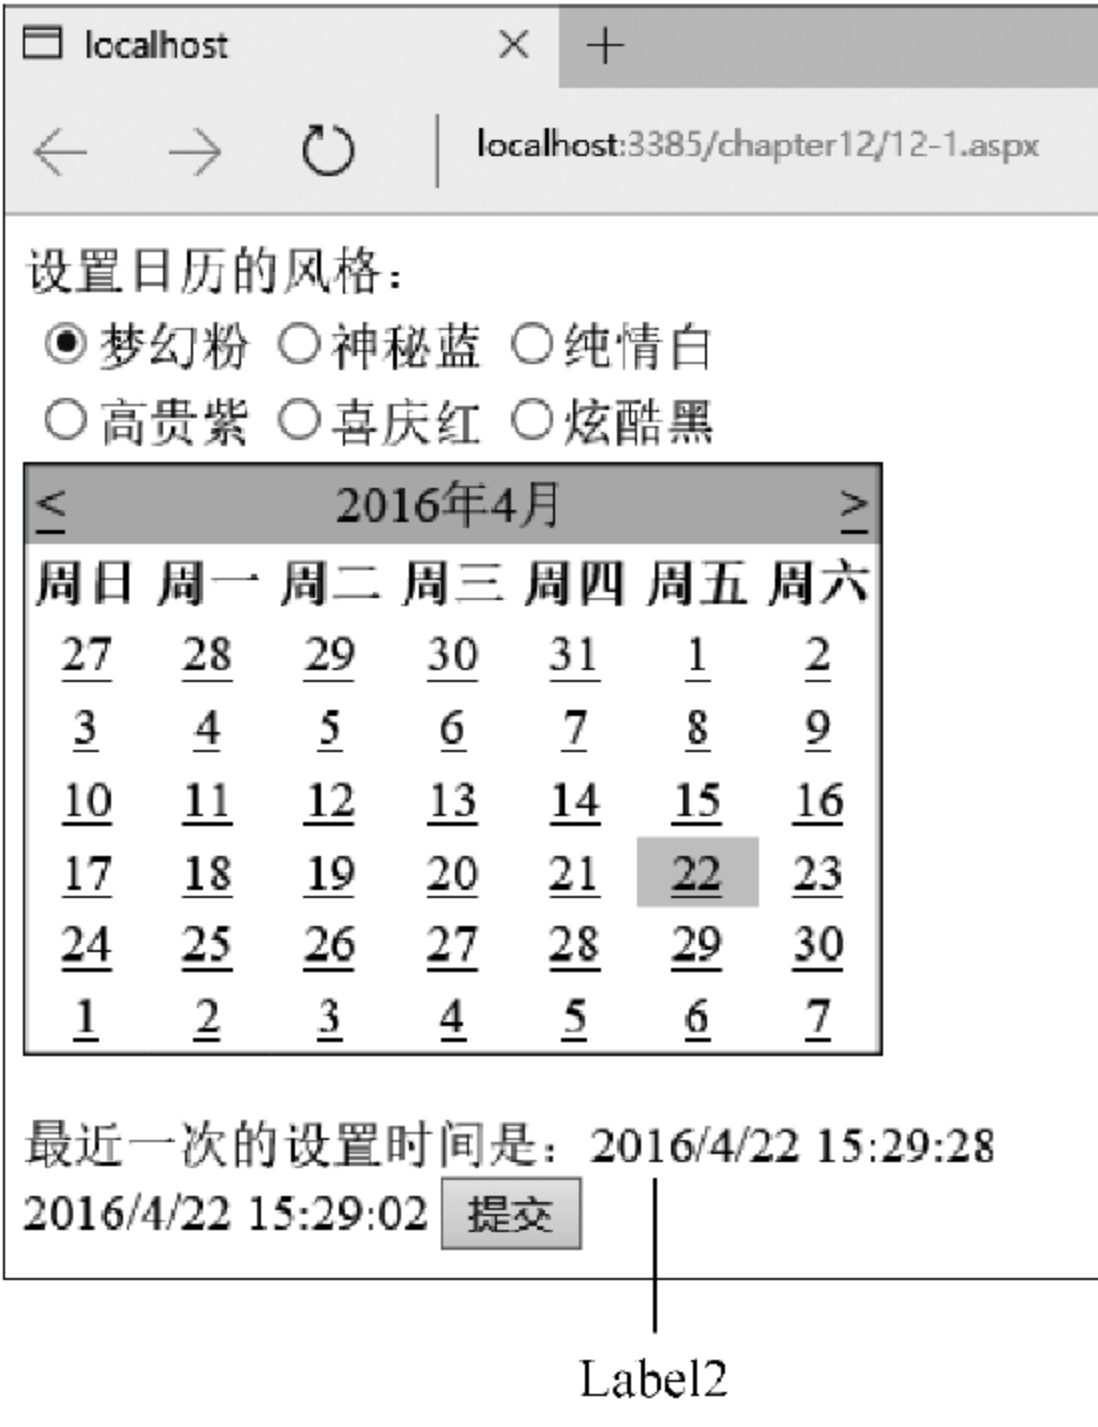 localhost
localhost:3385/chapter12/12-1.aspx
设置日历的风格：
梦幻粉 神秘蓝 纯情白
高贵紫 喜庆红 炫酷黑
< 2016年4月 >
周日 周一 周二 周三 周四 周五 周六
27 28 29 30 31 1 2
3 4 5 6 7 8 9
10 11 12 13 14 15 16
17 18 19 20 21 22 23
24 25 26 27 28 29 30
1 2 3 4 5 6 7
最近一次的设置时间是：2016/4/22 15:29:28
2016/4/22 15:29:02 提交
Label2